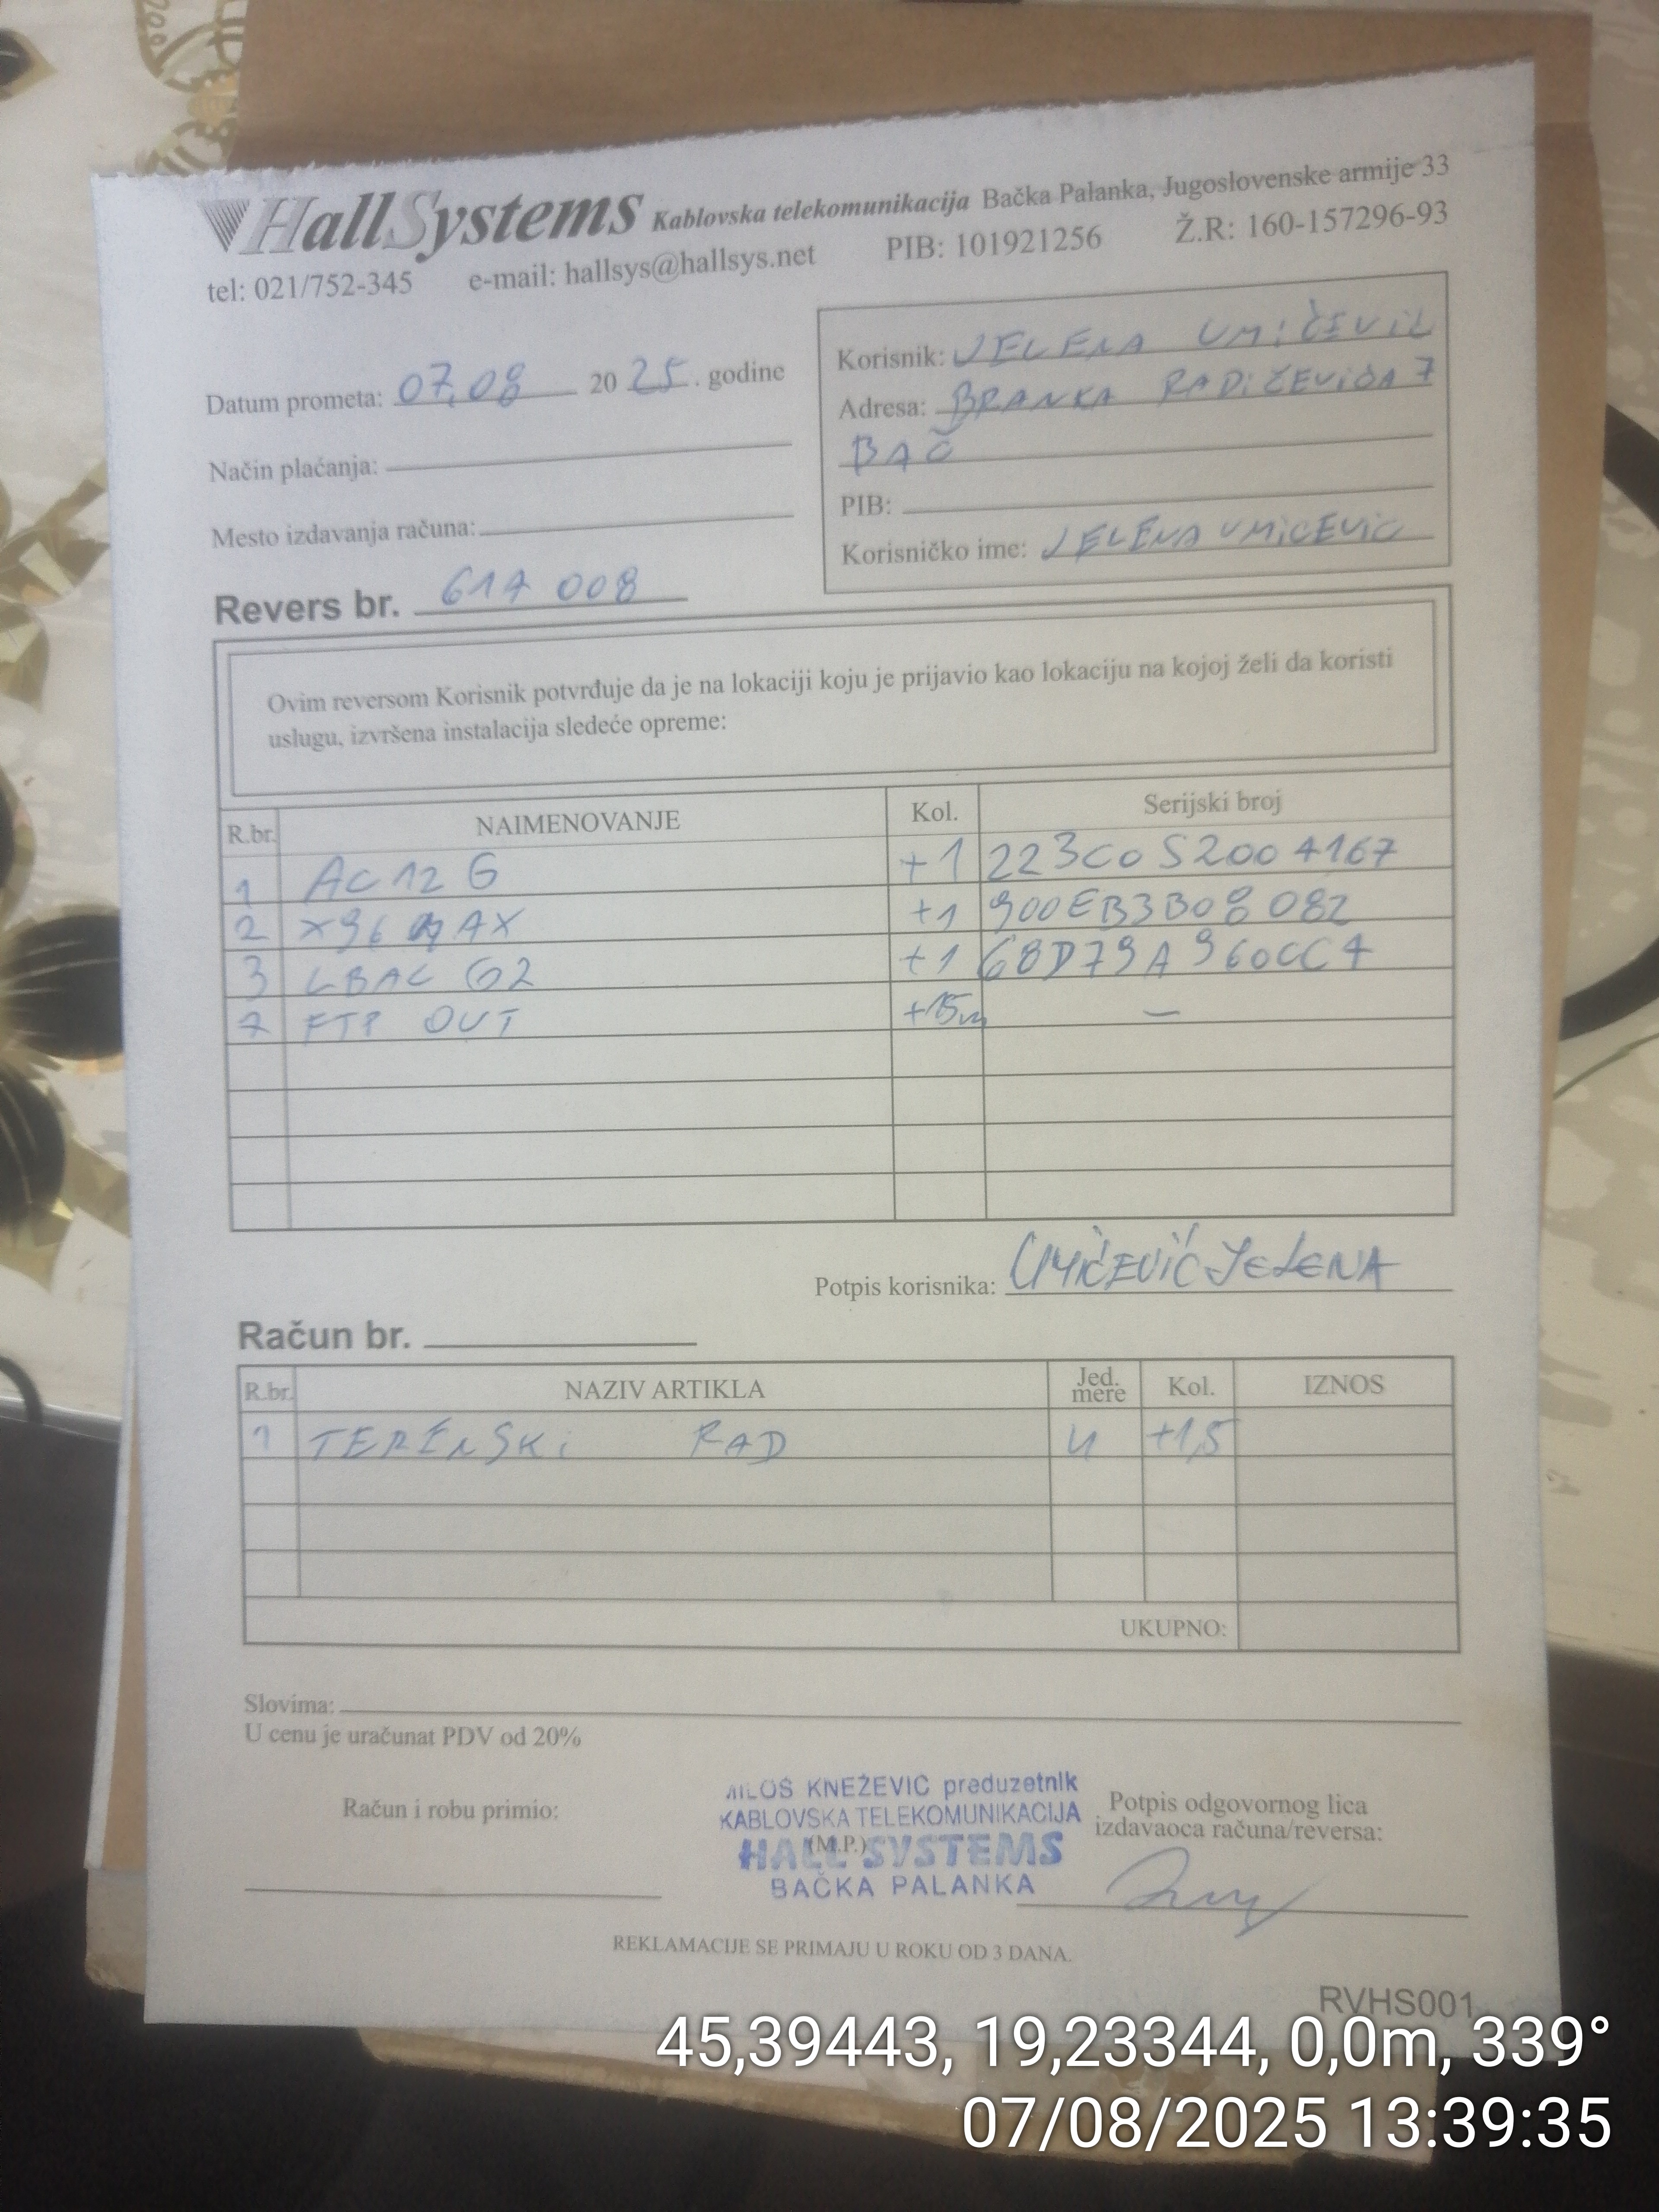 HallSystems Kablovska telekomunikacija Bačka Palanka, Jugoslovenske armije 33
tel: 021/752-345 e-mail: hallsys@hallsys.net PIB: 101921256 Ž.R: 160-157296-93
Datum prometa: 07,08 2025. godine
Način plaćanja:
Mesto izdavanja računa:
Korisnik: JELENA UMiČEViĆ
Adresa: BRANKA RADiČEViĆA 7
BAČ
PIB:
Korisničko ime: JELENAUMiCEViC
Revers br. 617 008
Ovim reversom Korisnik potvrđuje da je na lokaciji koju je prijavio kao lokaciju na kojoj želi da koristi
uslugu, izvršena instalacija sledeće opreme:
R.br. NAIMENOVANJE Kol. Serijski broj
1 AC12 G +1 223C0S2004167
2 X96 MAX +1 900EB3B08082
3 LBAC G2 +1 68D79A960CC7
7 FTP OUT +15m —
Potpis korisnika: UMiČEViĆ JELENA
Račun br.
R.br. NAZIV ARTIKLA Jed. mere Kol. IZNOS
1 TERENSKi RAD +1,5
UKUPNO:
Slovima:
U cenu je uračunat PDV od 20%
Račun i robu primio:
MILOŠ KNEŽEVIĆ preduzetnik
KABLOVSKA TELEKOMUNIKACIJA
(M.P.)
HALL SYSTEMS
BAČKA PALANKA
Potpis odgovornog lica
izdavaoca računa/reversa:
REKLAMACIJE SE PRIMAJU U ROKU OD 3 DANA.
RVHS001
45,39443, 19,23344, 0,0m, 339°
07/08/2025 13:39:35